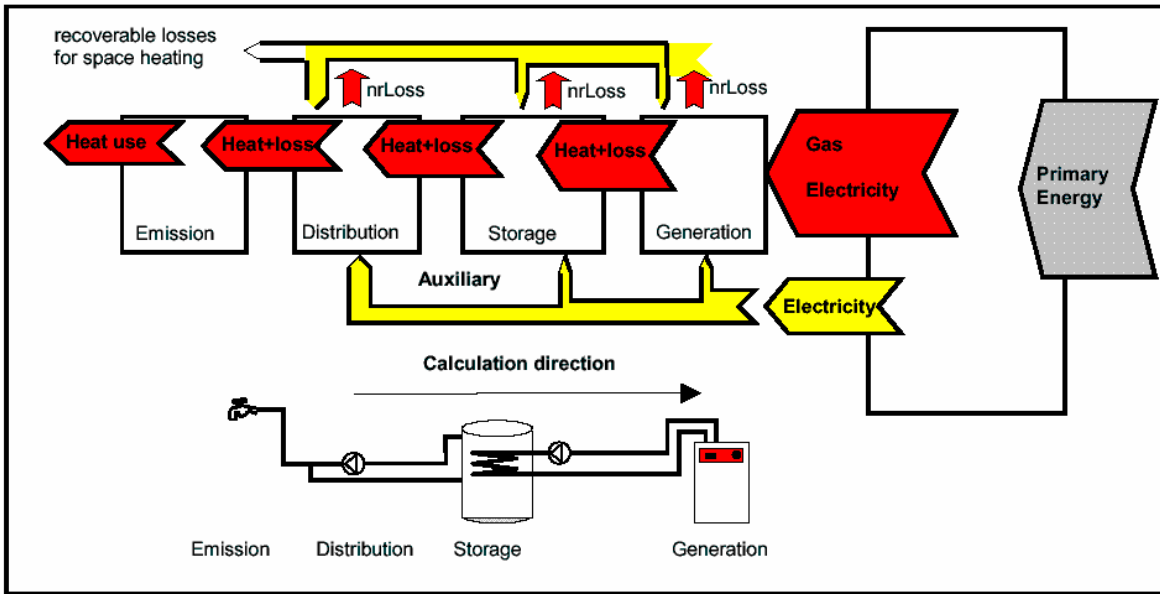 recoverable losses
for space heating
nrLoss
nrLoss
nrLoss
Heat use
Heat+loss
Heat+loss
Heat+loss
Gas
Electricity
Primary
Energy
Emission
Distribution
Storage
Generation
Auxiliary
Electricity
Calculation direction
Emission
Distribution
Storage
Generation